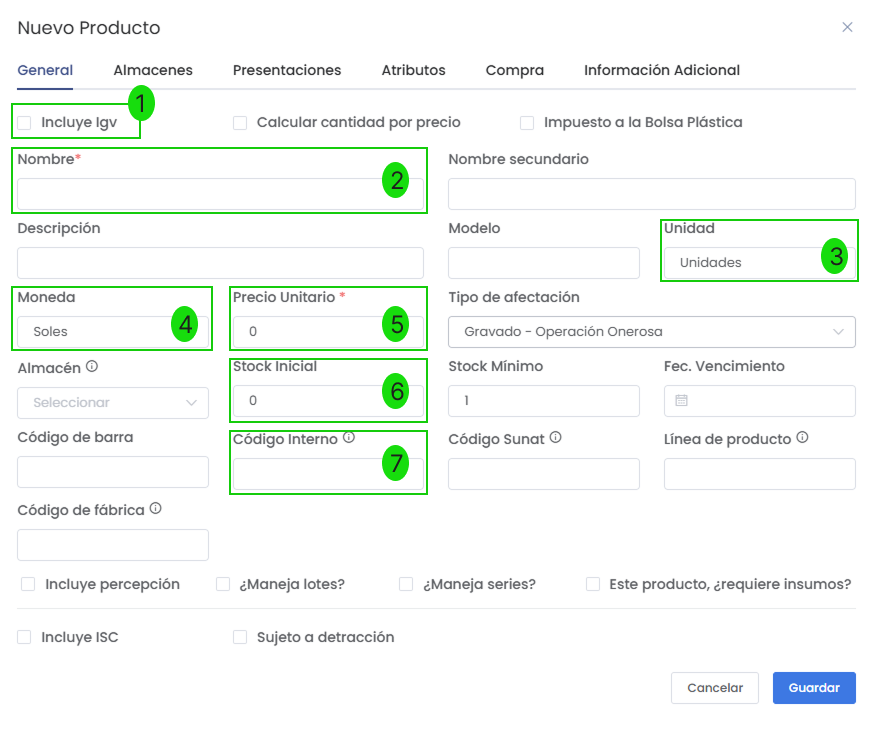 Nuevo Producto
General Almacenes Presentaciones Atributos Compra Información Adicional
1
Incluye Igv Calcular cantidad por precio Impuesto a la Bolsa Plástica
Nombre* Nombre secundario
2
Descripción Modelo Unidad
Unidades 3
Moneda Precio Unitario * Tipo de afectación
Soles 4 0 5 Gravado - Operación Onerosa
Almacén Stock Inicial Stock Mínimo Fec. Vencimiento
Seleccionar 0 6 1
Código de barra Código Interno Código Sunat Línea de producto
7
Código de fábrica
Incluye percepción ¿Maneja lotes? ¿Maneja series? Este producto, ¿requiere insumos?
Incluye ISC Sujeto a detracción
Cancelar Guardar